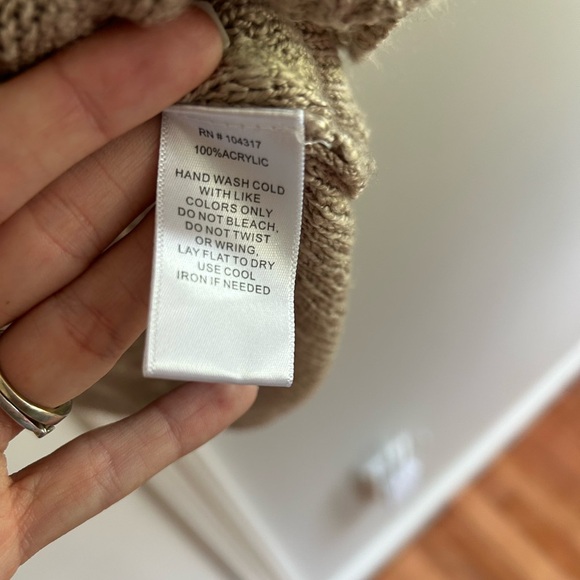 RN # 104317
100%ACRYLIC
HAND WASH COLD
WITH LIKE
COLORS ONLY
DO NOT BLEACH,
DO NOT TWIST
OR WRING,
LAY FLAT TO DRY
USE COOL
IRON IF NEEDED